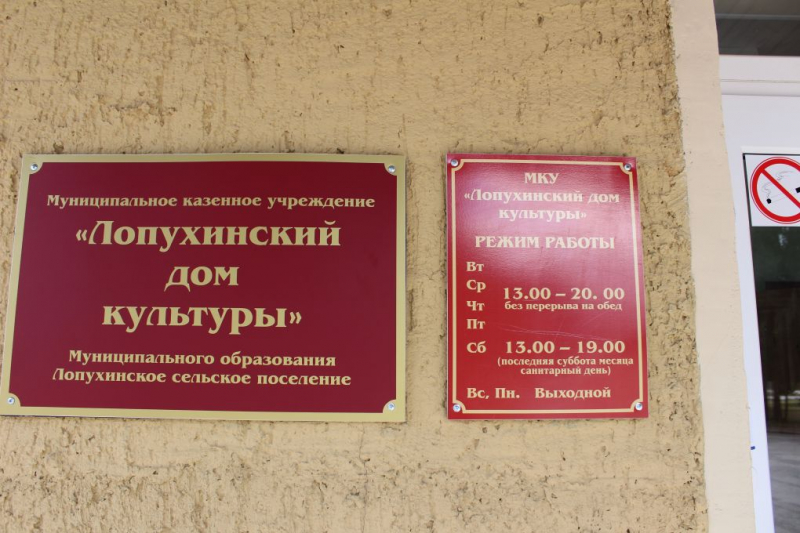 Муниципальное казенное учреждение
«Лопухинский
дом
культуры»
Муниципального образования
Лопухинское сельское поселение
МКУ
«Лопухинский дом
культуры»
РЕЖИМ РАБОТЫ
Вт
Ср
13.00 – 20. 00
Чт
без перерыва на обед
Пт
Сб 13.00 – 19.00
(последняя суббота месяца
санитарный день)
Вс, Пн. Выходной